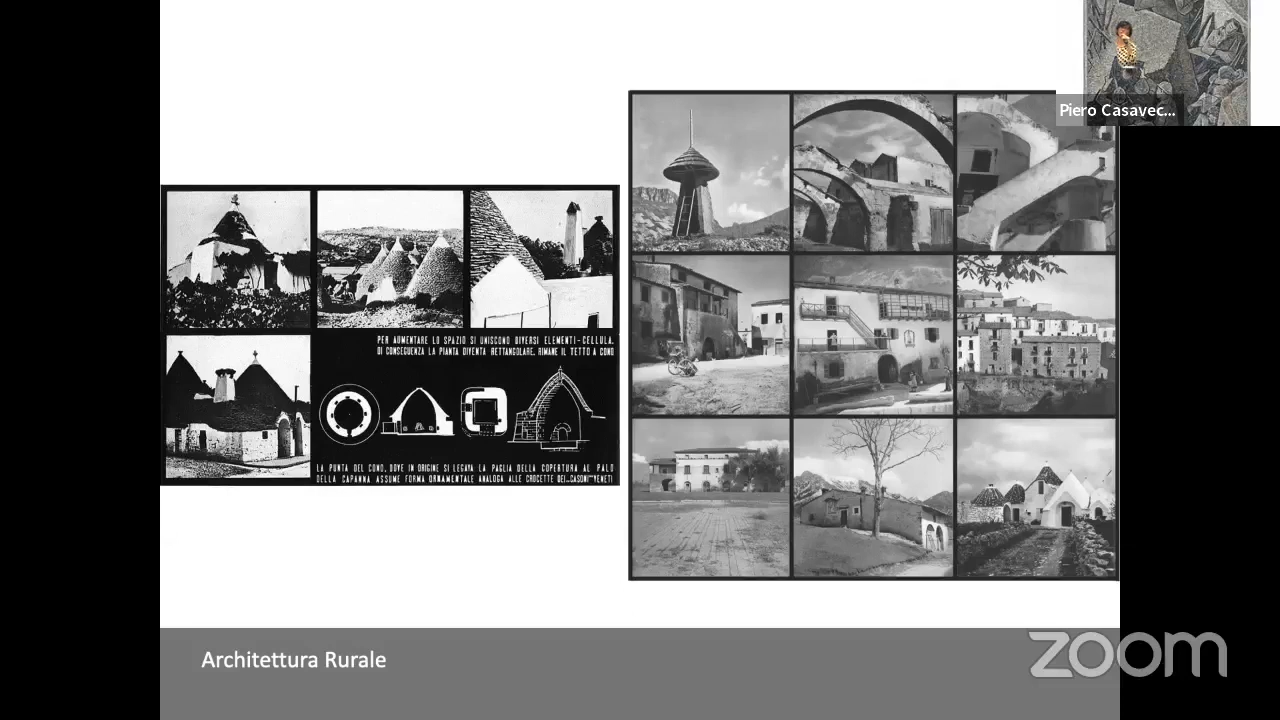 Piero Casavec...
PER AUMENTARE LO SPAZIO SI UNISCONO DIVERSI ELEMENTI-CELLULA.
DI CONSEGUENZA LA PIANTA DIVENTA RETTANGOLARE, RIMANE IL TETTO A CONO
LA PUNTA DEL CONO, DOVE IN ORIGINE SI LEGAVA LA PAGLIA DELLA COPERTURA AL PALO
DELLA CAPANNA ASSUME FORMA ORNAMENTALE ANALOGA ALLE CROCETTE DEI "CASONI" VENETI
Architettura Rurale
zoom